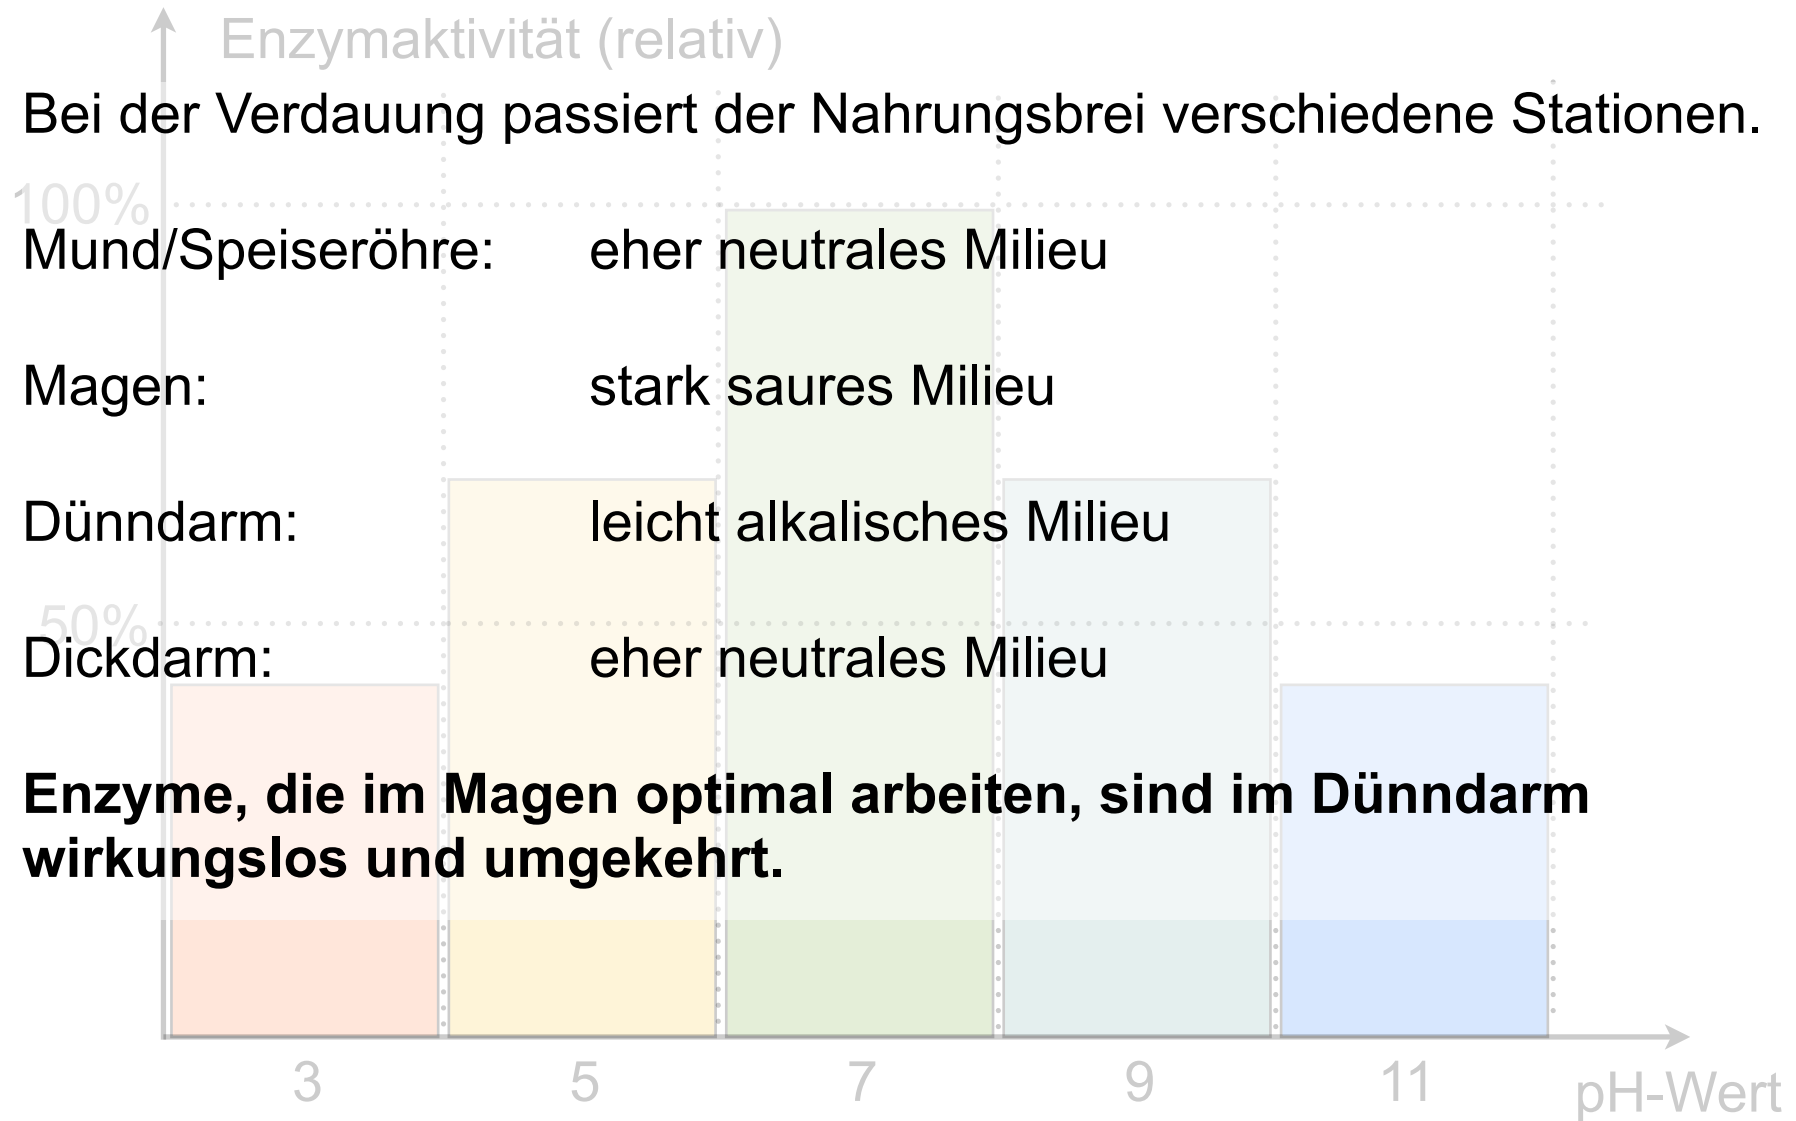 Enzymaktivität (relativ)
Bei der Verdauung passiert der Nahrungsbrei verschiedene Stationen.
100%
Mund/Speiseröhre: eher neutrales Milieu
Magen: stark saures Milieu
Dünndarm: leicht alkalisches Milieu
50%
Dickdarm: eher neutrales Milieu
Enzyme, die im Magen optimal arbeiten, sind im Dünndarm
wirkungslos und umgekehrt.
3 5 7 9 11 pH-Wert